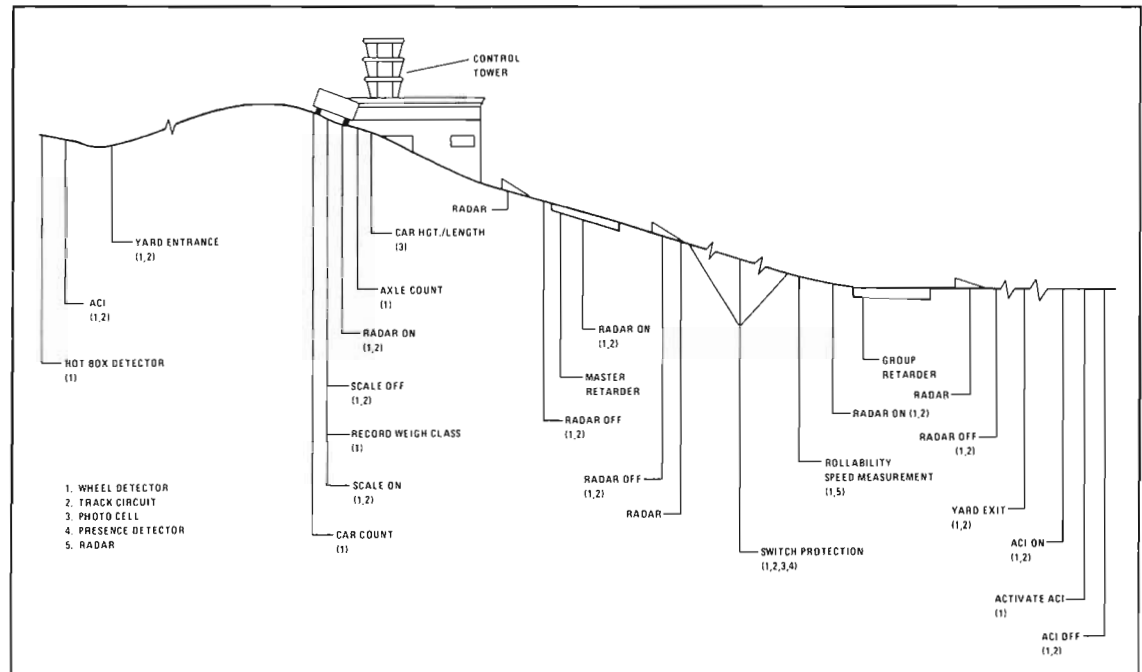 CONTROL
TOWER
RADAR
CAR HGT./LENGTH
(3)
YARD ENTRANCE
(1,2)
AXLE COUNT
(1)
ACI
(1,2)
RADAR ON
(1,2)
RADAR ON
(1,2)
HOT BOX DETECTOR
(1)
GROUP
RETARDER
MASTER
RETARDER
SCALE OFF
(1,2)
RADAR
RADAR ON (1,2)
RADAR OFF
(1,2)
RECORD WEIGH CLASS
(1)
RADAR OFF
(1,2)
ROLLABILITY
SPEED MEASUREMENT
(1,5)
RADAR OFF
(1,2)
SCALE ON
(1,2)
RADAR
YARD EXIT
(1,2)
1. WHEEL DETECTOR
2. TRACK CIRCUIT
3. PHOTO CELL
4. PRESENCE DETECTOR
5. RADAR
CAR COUNT
(1)
ACI ON
(1,2)
SWITCH PROTECTION
(1,2,3,4)
ACTIVATE ACI
(1)
ACI OFF
(1,2)